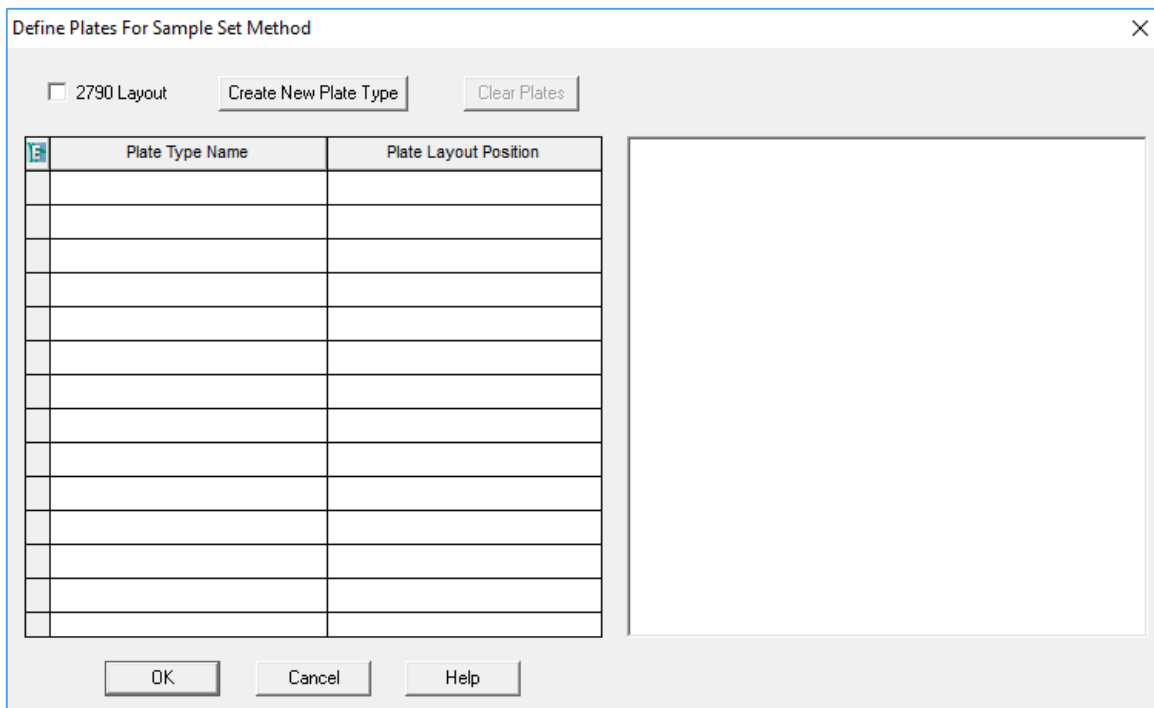 Define Plates For Sample Set Method
2790 Layout Create New Plate Type Clear Plates
Plate Type Name Plate Layout Position
OK Cancel Help